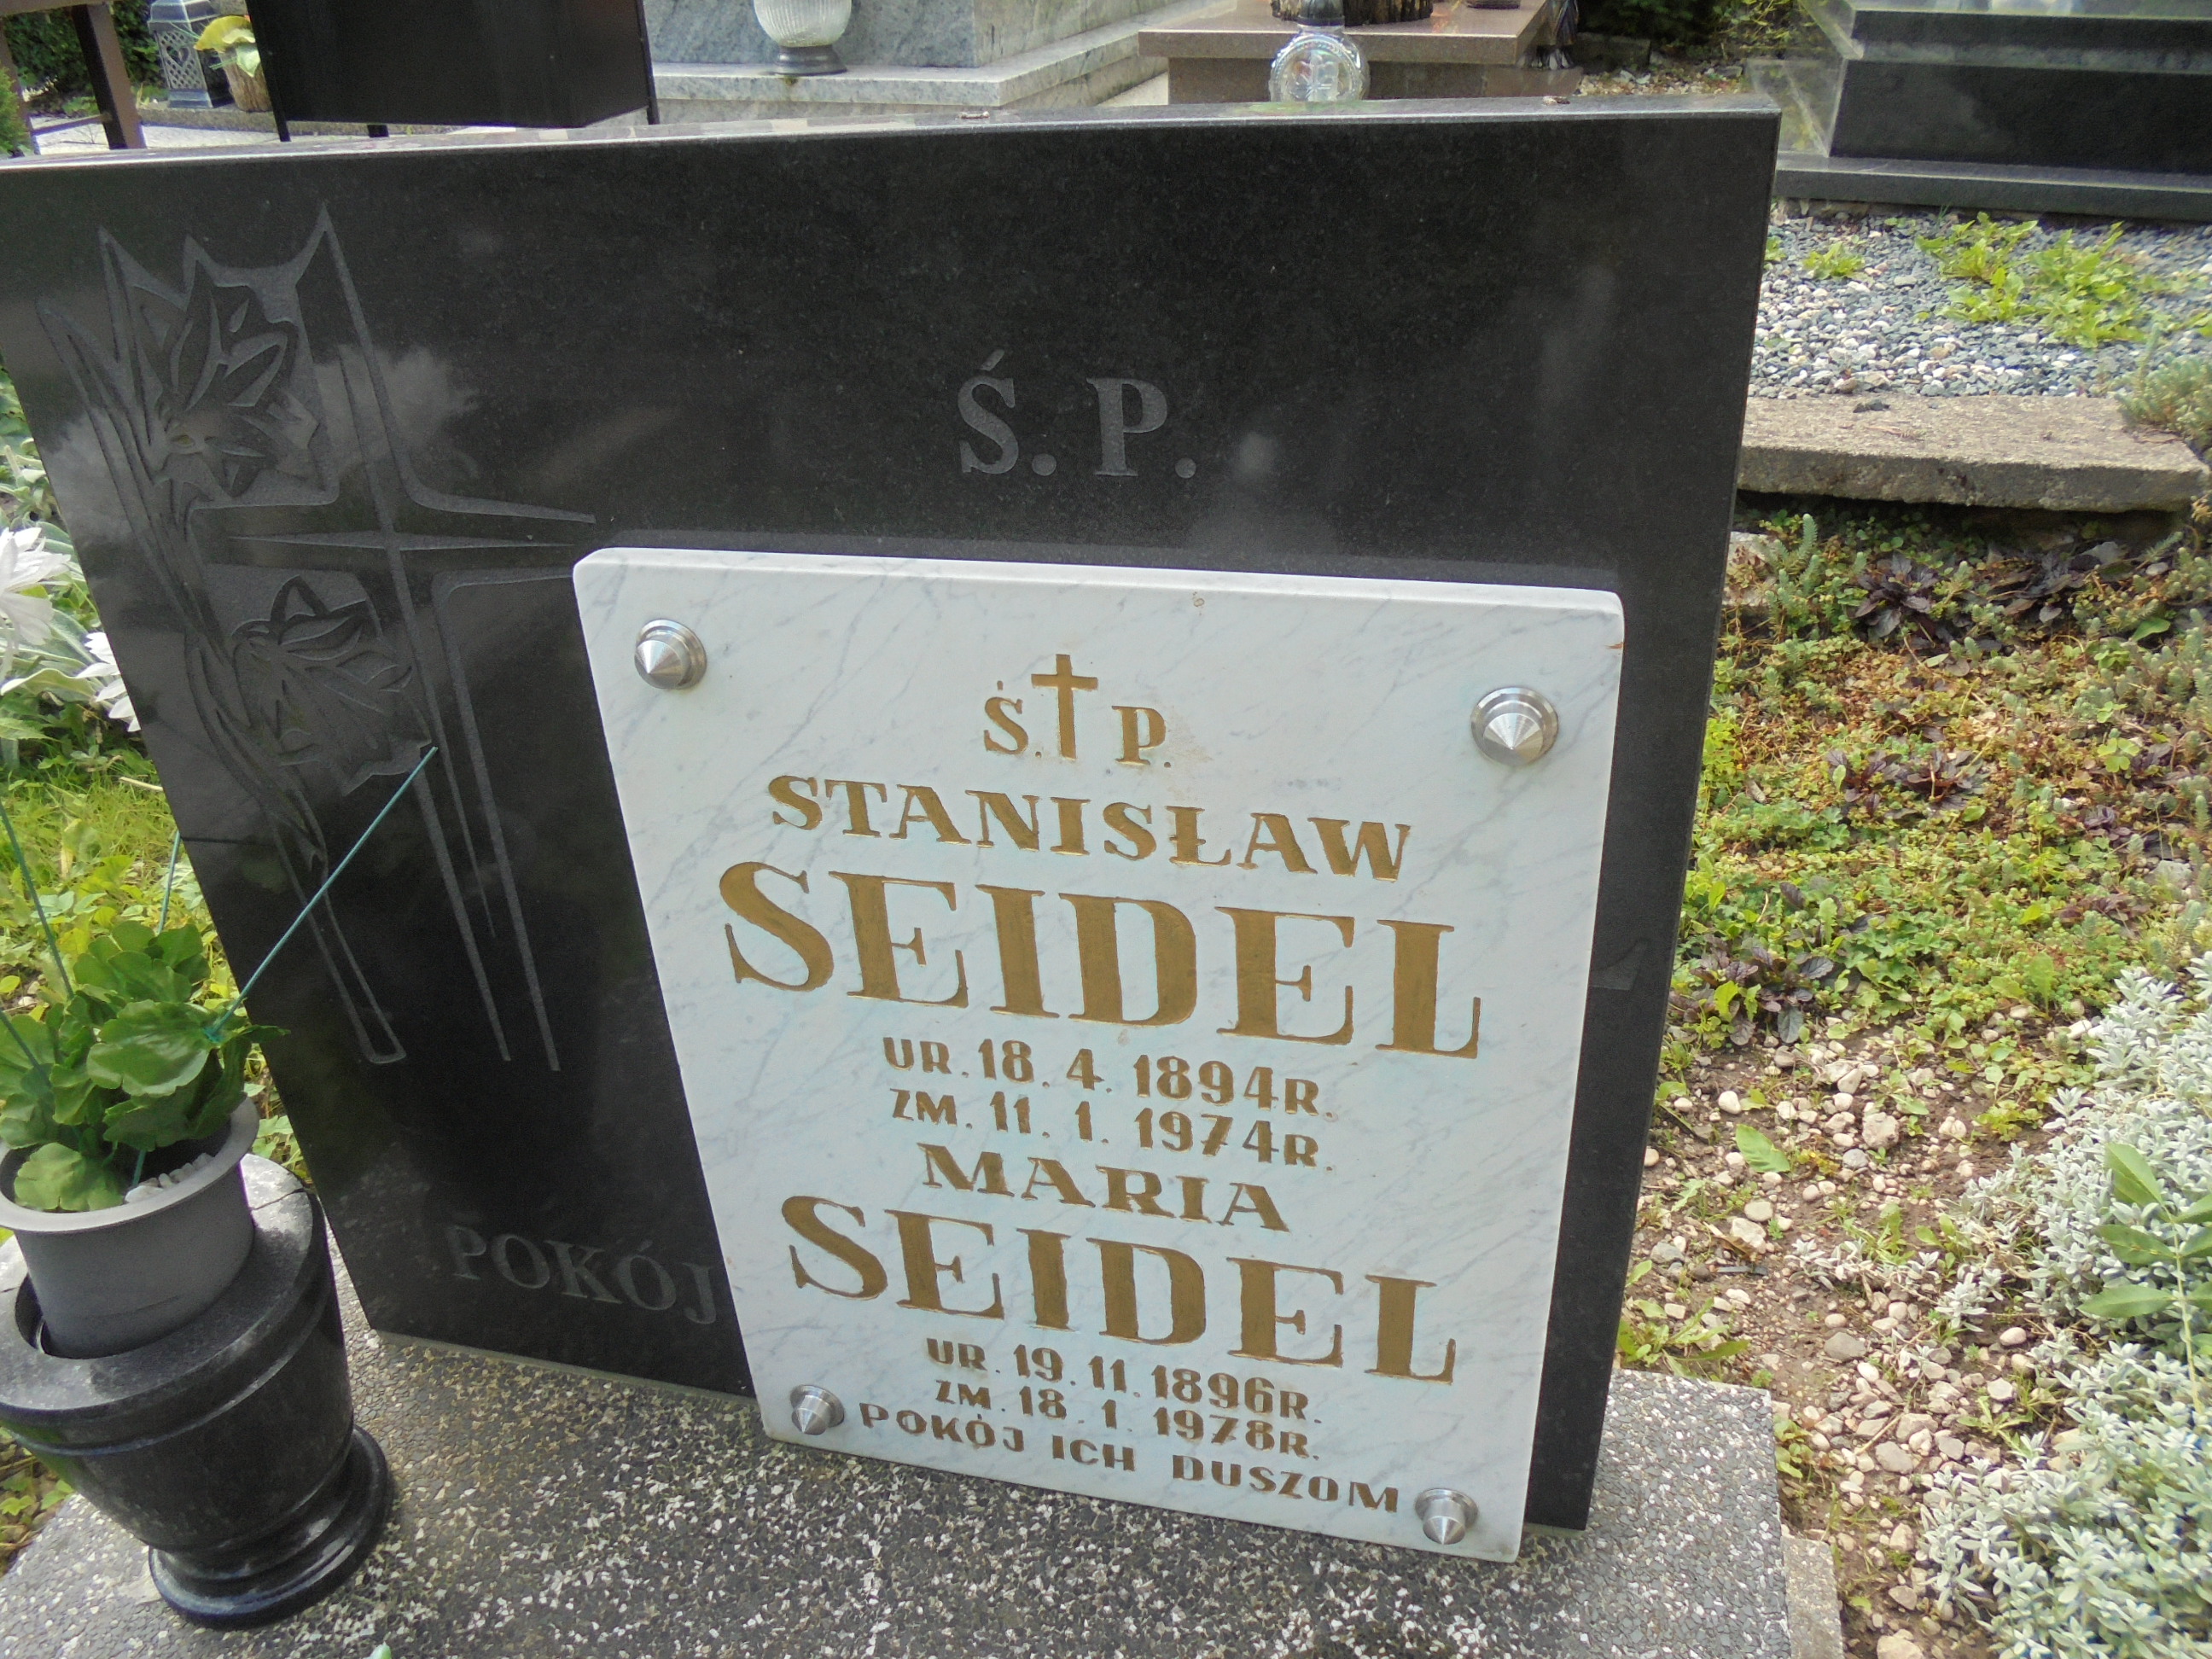 Ś. P.
Ś. P.
STANISŁAW
SEIDEL
UR. 18. 4. 1894R.
ZM. 11. 1. 1974R.
MARIA
SEIDEL
UR. 19. 11. 1896R.
ZM. 18. 1. 1978R.
POKÓJ ICH DUSZOM
POKÓJ